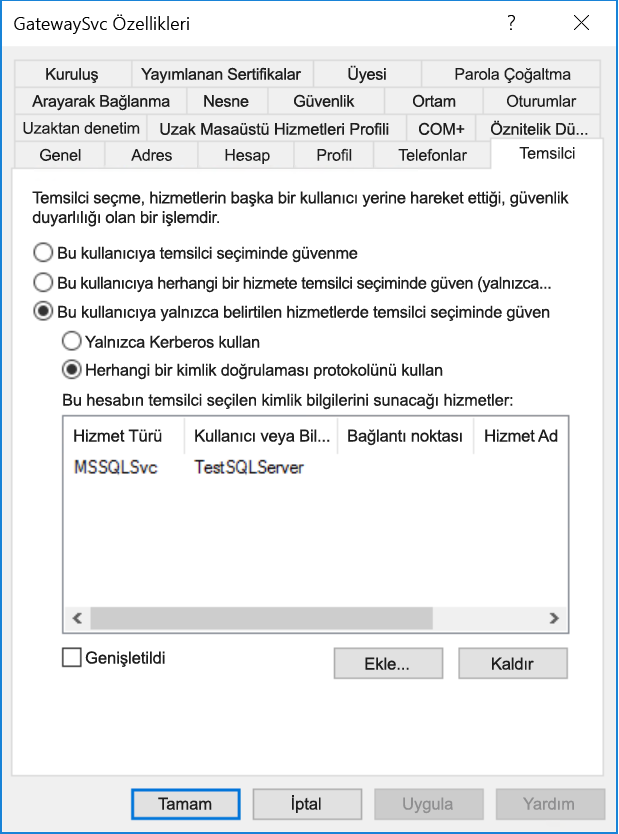 GatewaySvc Özellikleri
?
Kuruluş Yayımlanan Sertifikalar Üyesi Parola Çoğaltma
Arayarak Bağlanma Nesne Güvenlik Ortam Oturumlar
Uzaktan denetim Uzak Masaüstü Hizmetleri Profili COM+ Öznitelik Dü...
Genel Adres Hesap Profil Telefonlar Temsilci
Temsilci seçme, hizmetlerin başka bir kullanıcı yerine hareket ettiği, güvenlik
duyarlılığı olan bir işlemdir.
Bu kullanıcıya temsilci seçiminde güvenme
Bu kullanıcıya herhangi bir hizmete temsilci seçiminde güven (yalnızca...
Bu kullanıcıya yalnızca belirtilen hizmetlerde temsilci seçiminde güven
Yalnızca Kerberos kullan
Herhangi bir kimlik doğrulaması protokolünü kullan
Bu hesabın temsilci seçilen kimlik bilgilerini sunacağı hizmetler:
Hizmet Türü Kullanıcı veya Bil... Bağlantı noktası Hizmet Ad
MSSQLSvc TestSQLServer
Genişletildi
Ekle... Kaldır
Tamam İptal Uygula Yardım